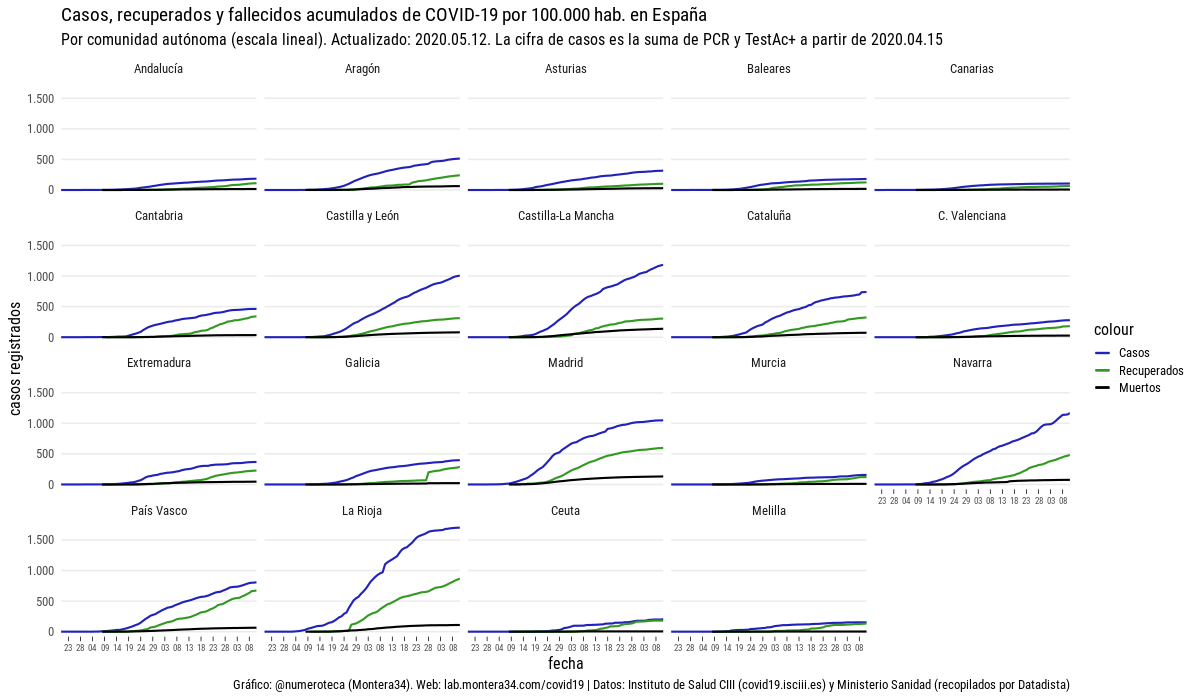 Casos, recuperados y fallecidos acumulados de COVID-19 por 100.000 hab. en España
Por comunidad autónoma (escala lineal). Actualizado: 2020.05.12. La cifra de casos es la suma de PCR y TestAc+ a partir de 2020.04.15
Andalucía Aragón Asturias Baleares Canarias
1.500
1.000
500
0
Cantabria Castilla y León Castilla-La Mancha Cataluña C. Valenciana
1.500
1.000
500
0
casos registrados
colour
Casos
Recuperados
Muertos
Extremadura Galicia Madrid Murcia Navarra
1.500
1.000
500
0
23 28 04 09 14 19 24 29 03 08 13 18 23 28 03 08
País Vasco La Rioja Ceuta Melilla
1.500
1.000
500
0
23 28 04 09 14 19 24 29 03 08 13 18 23 28 03 08 23 28 04 09 14 19 24 29 03 08 13 18 23 28 03 08 23 28 04 09 14 19 24 29 03 08 13 18 23 28 03 08 23 28 04 09 14 19 24 29 03 08 13 18 23 28 03 08
fecha
Gráfico: @numeroteca (Montera34). Web: lab.montera34.com/covid19 | Datos: Instituto de Salud CIII (covid19.isciii.es) y Ministerio Sanidad (recopilados por Datadista)